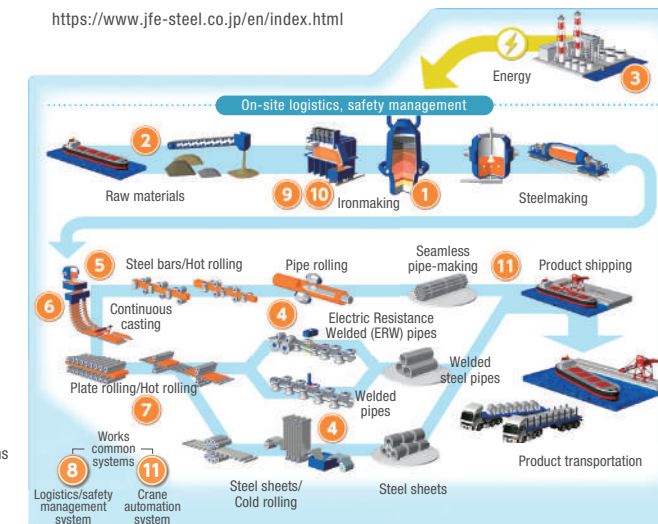 https://www.jfe-steel.co.jp/en/index.html
Energy
3
On-site logistics, safety management
2
Raw materials
9
10
Ironmaking
1
Steelmaking
5
Steel bars/Hot rolling
Pipe rolling
Seamless
pipe-making
11
Product shipping
6
Continuous
casting
4
Electric Resistance
Welded (ERW) pipes
Plate rolling/Hot rolling
Welded
pipes
Welded
steel pipes
7
4
Works
common
systems
ns
8
11
Logistics/safety
management
system
Crane
automation
system
Steel sheets/
Cold rolling
Steel sheets
Product transportation